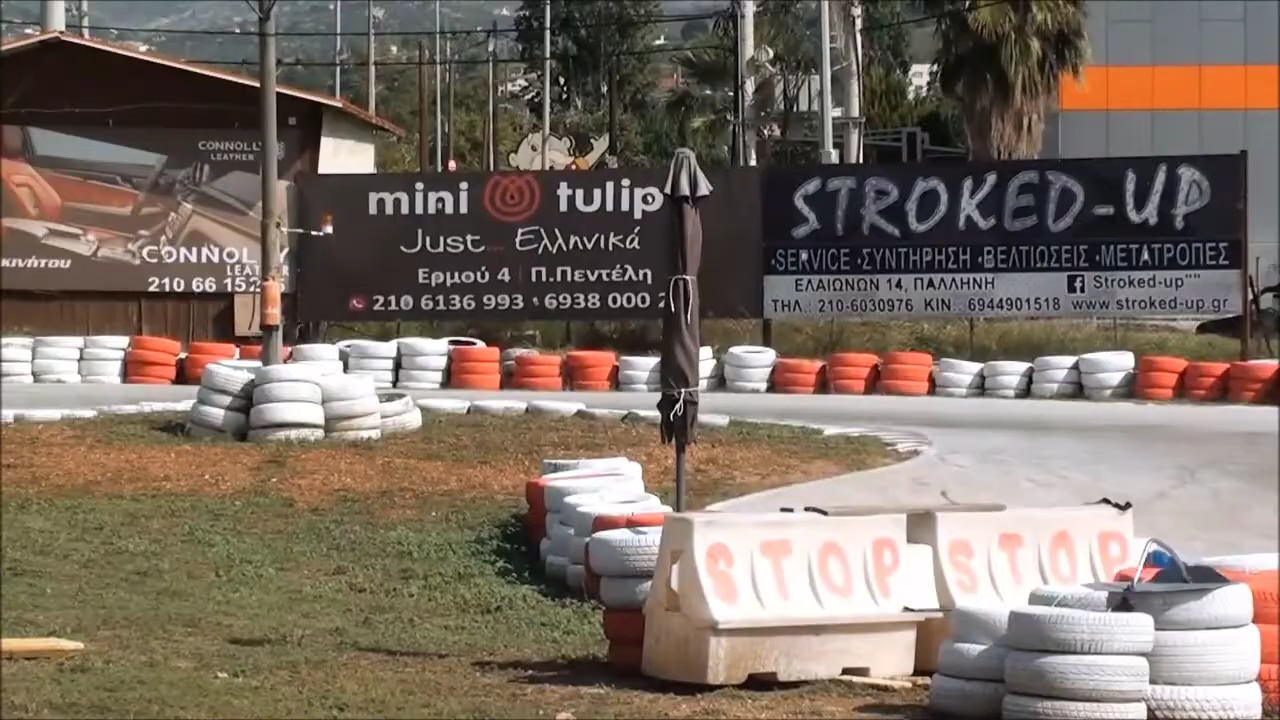 CONNOLLY
LEATHER
CONNOLLY
LEATHER
210 66 152
mini tulip
Just... Ελληνικά
Ερμού 4 | Π.Πεντέλη
210 6136 993 · 6938 000 2
STROKED-UP
·SERVICE ·ΣΥΝΤΗΡΗΣΗ ·ΒΕΛΤΙΩΣΕΙΣ ·ΜΕΤΑΤΡΟΠΕΣ
ΕΛΑΙΩΝΩΝ 14, ΠΑΛΛΗΝΗ f Stroked-up""
ΤΗΛ.: 210-6030976 ΚΙΝ.: 6944901518 www.stroked-up.gr
STOP STOP